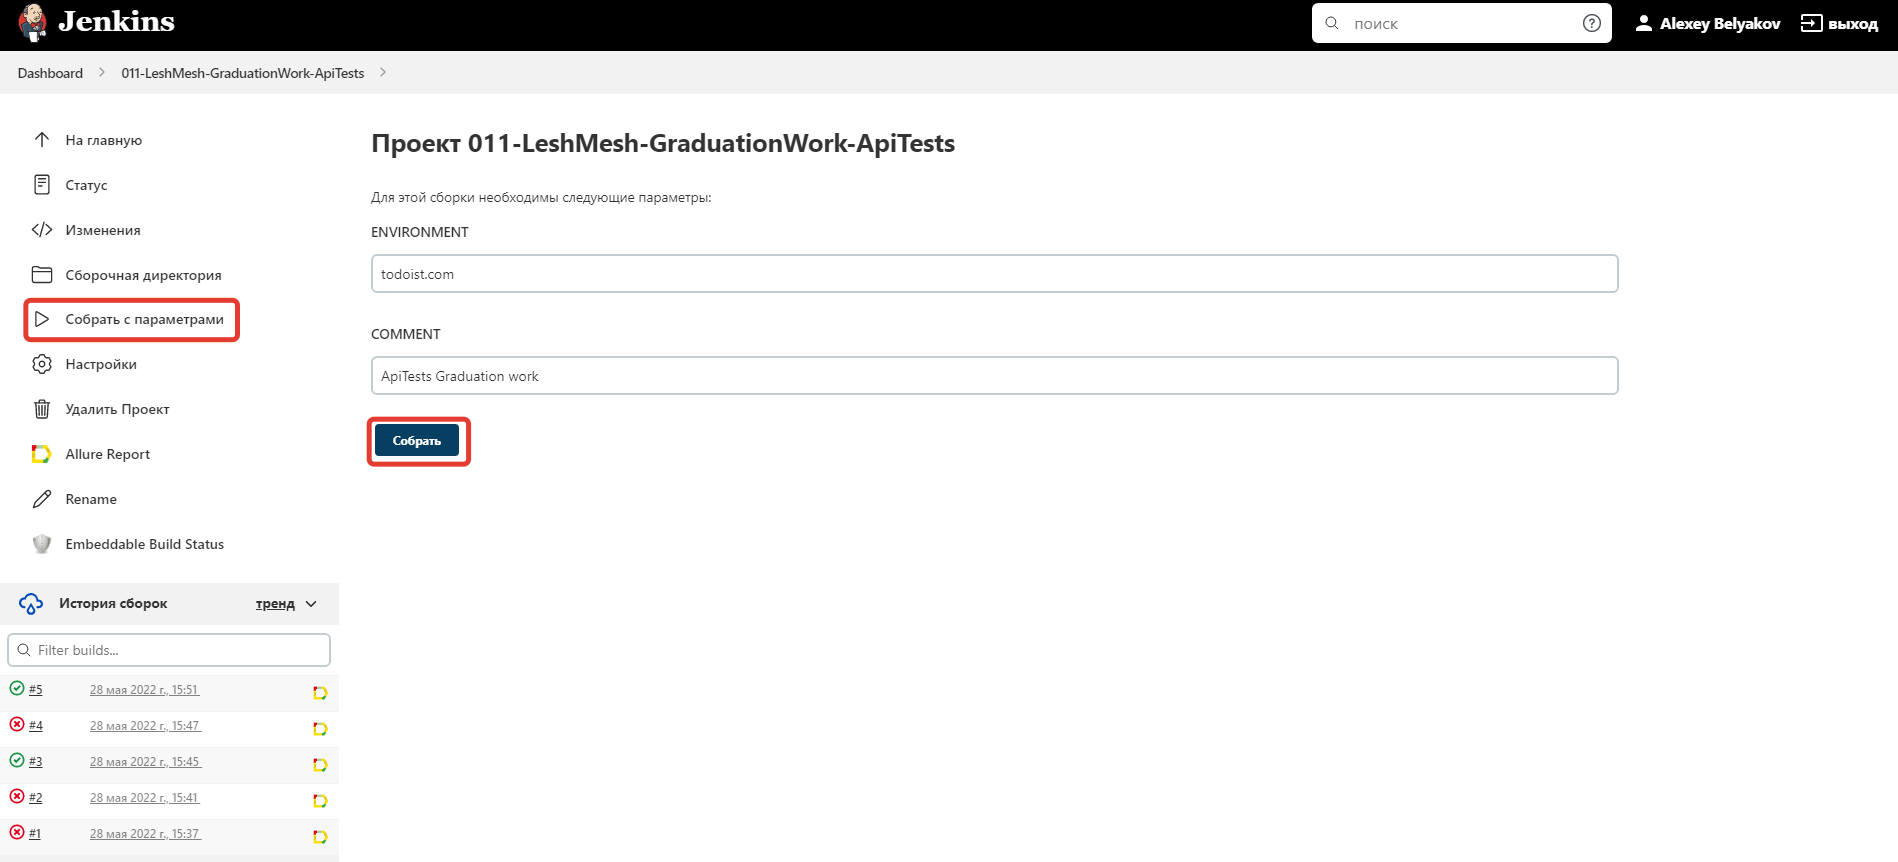 Jenkins
поиск
Alexey Belyakov
выход
Dashboard
011-LeshMesh-GraduationWork-ApiTests
На главную
Статус
Изменения
Сборочная директория
Собрать с параметрами
Настройки
Удалить Проект
Allure Report
Rename
Embeddable Build Status
История сборок
тренд
Filter builds...
#5 28 мая 2022 г., 15:51
#4 28 мая 2022 г., 15:47
#3 28 мая 2022 г., 15:45
#2 28 мая 2022 г., 15:41
#1 28 мая 2022 г., 15:37
Проект 011-LeshMesh-GraduationWork-ApiTests
Для этой сборки необходимы следующие параметры:
ENVIRONMENT
todoist.com
COMMENT
ApiTests Graduation work
Собрать